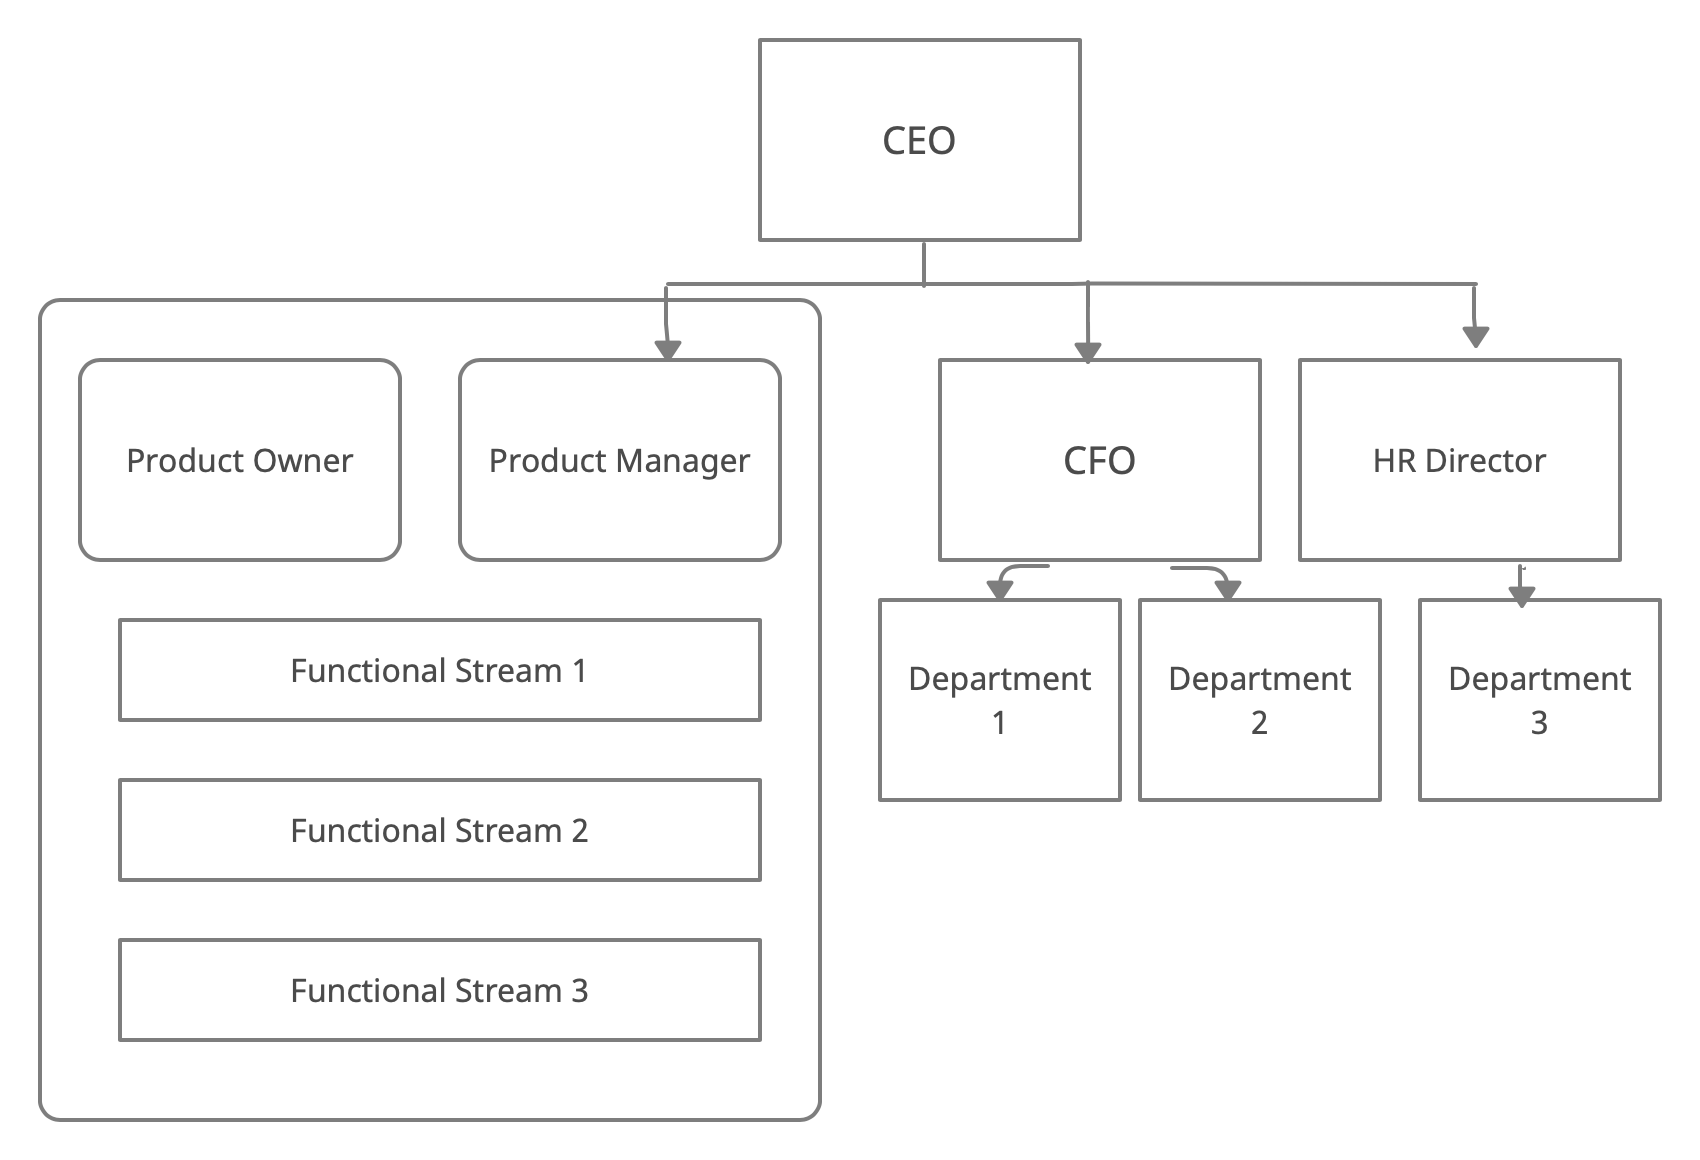 CEO
Product Owner
Product Manager
CFO
HR Director
Functional Stream 1
Functional Stream 2
Functional Stream 3
Department
1
Department
2
Department
3